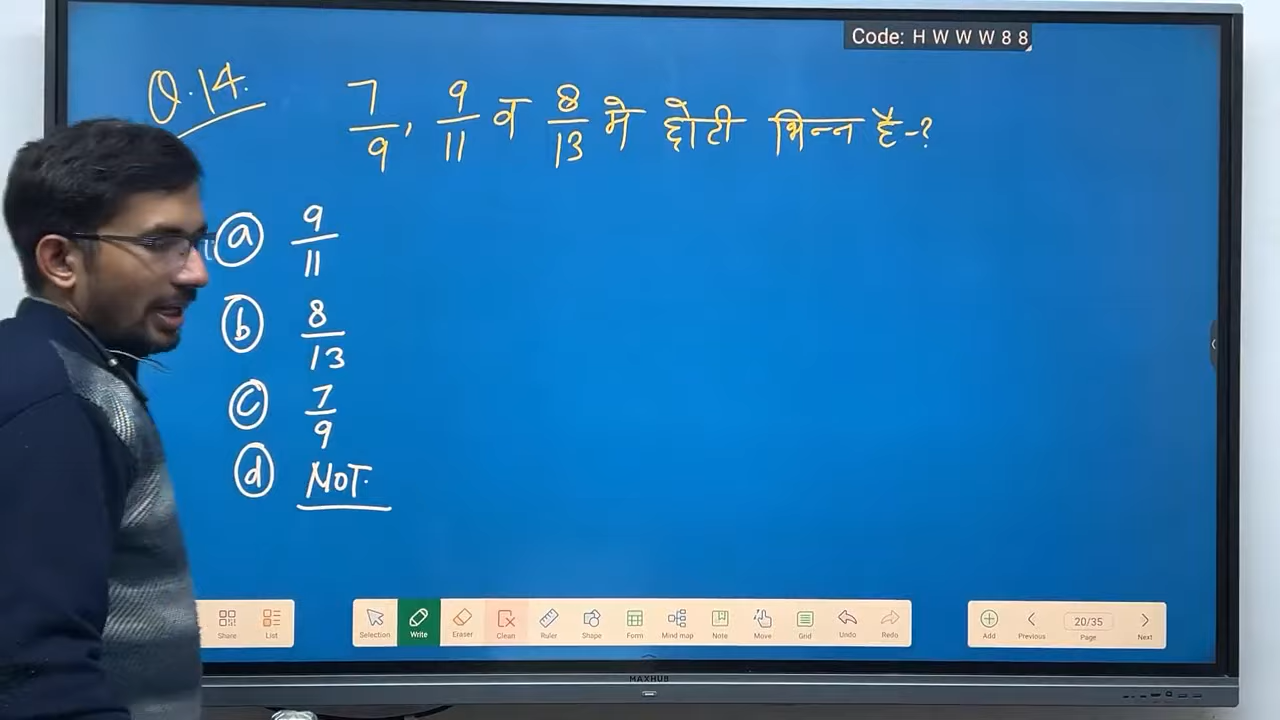 Code: HWWW88
Q.14. 7/9, 9/11 व 8/13 मे छोटी भिन्न है-?
(a) 9/11
(b) 8/13
(c) 7/9
(d) NOT.
Share List Selection Write Eraser Clean Ruler Shape Form Mind map Note Move Grid Undo Redo Add Previous 20/35 Page Next
MAXHUB